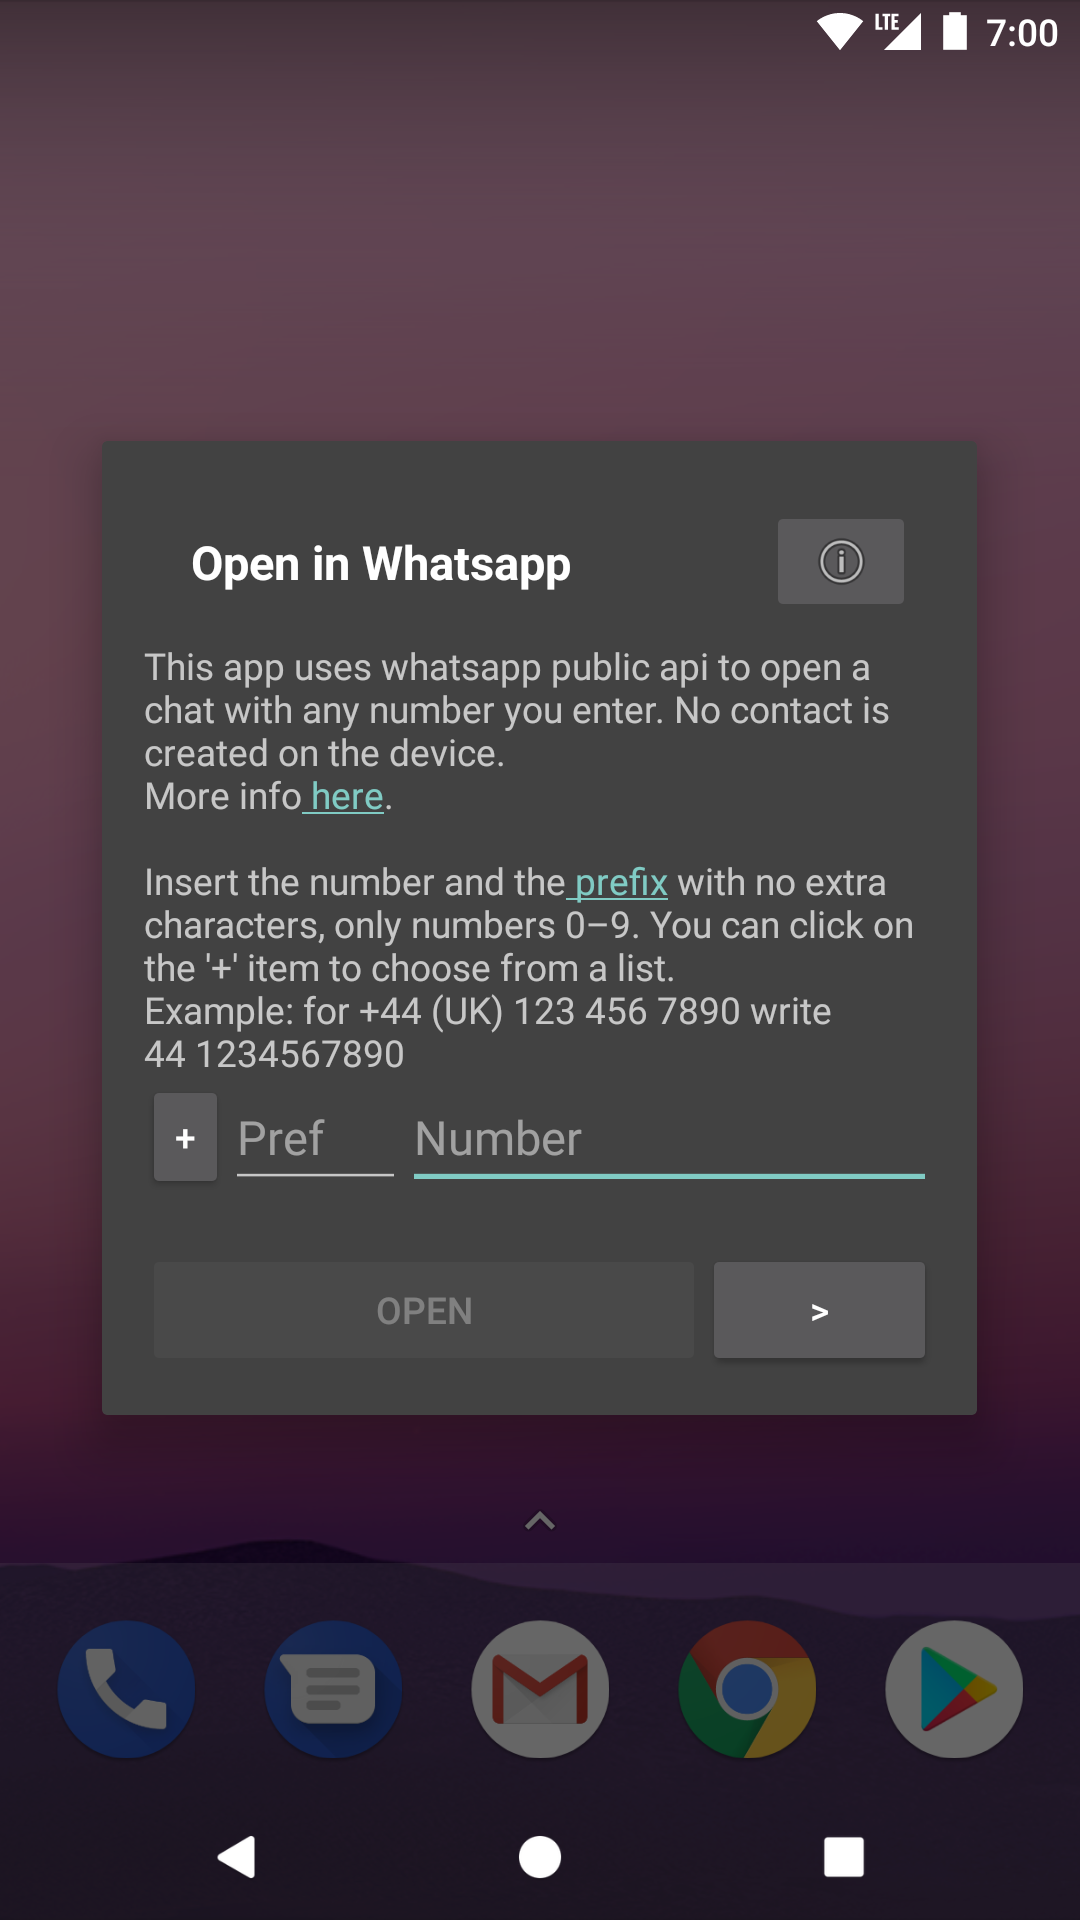 LTE 7:00
Open in Whatsapp
This app uses whatsapp public api to open a
chat with any number you enter. No contact is
created on the device.
More info here.
Insert the number and the prefix with no extra
characters, only numbers 0–9. You can click on
the '+' item to choose from a list.
Example: for +44 (UK) 123 456 7890 write
44 1234567890
+ Pref Number
OPEN >